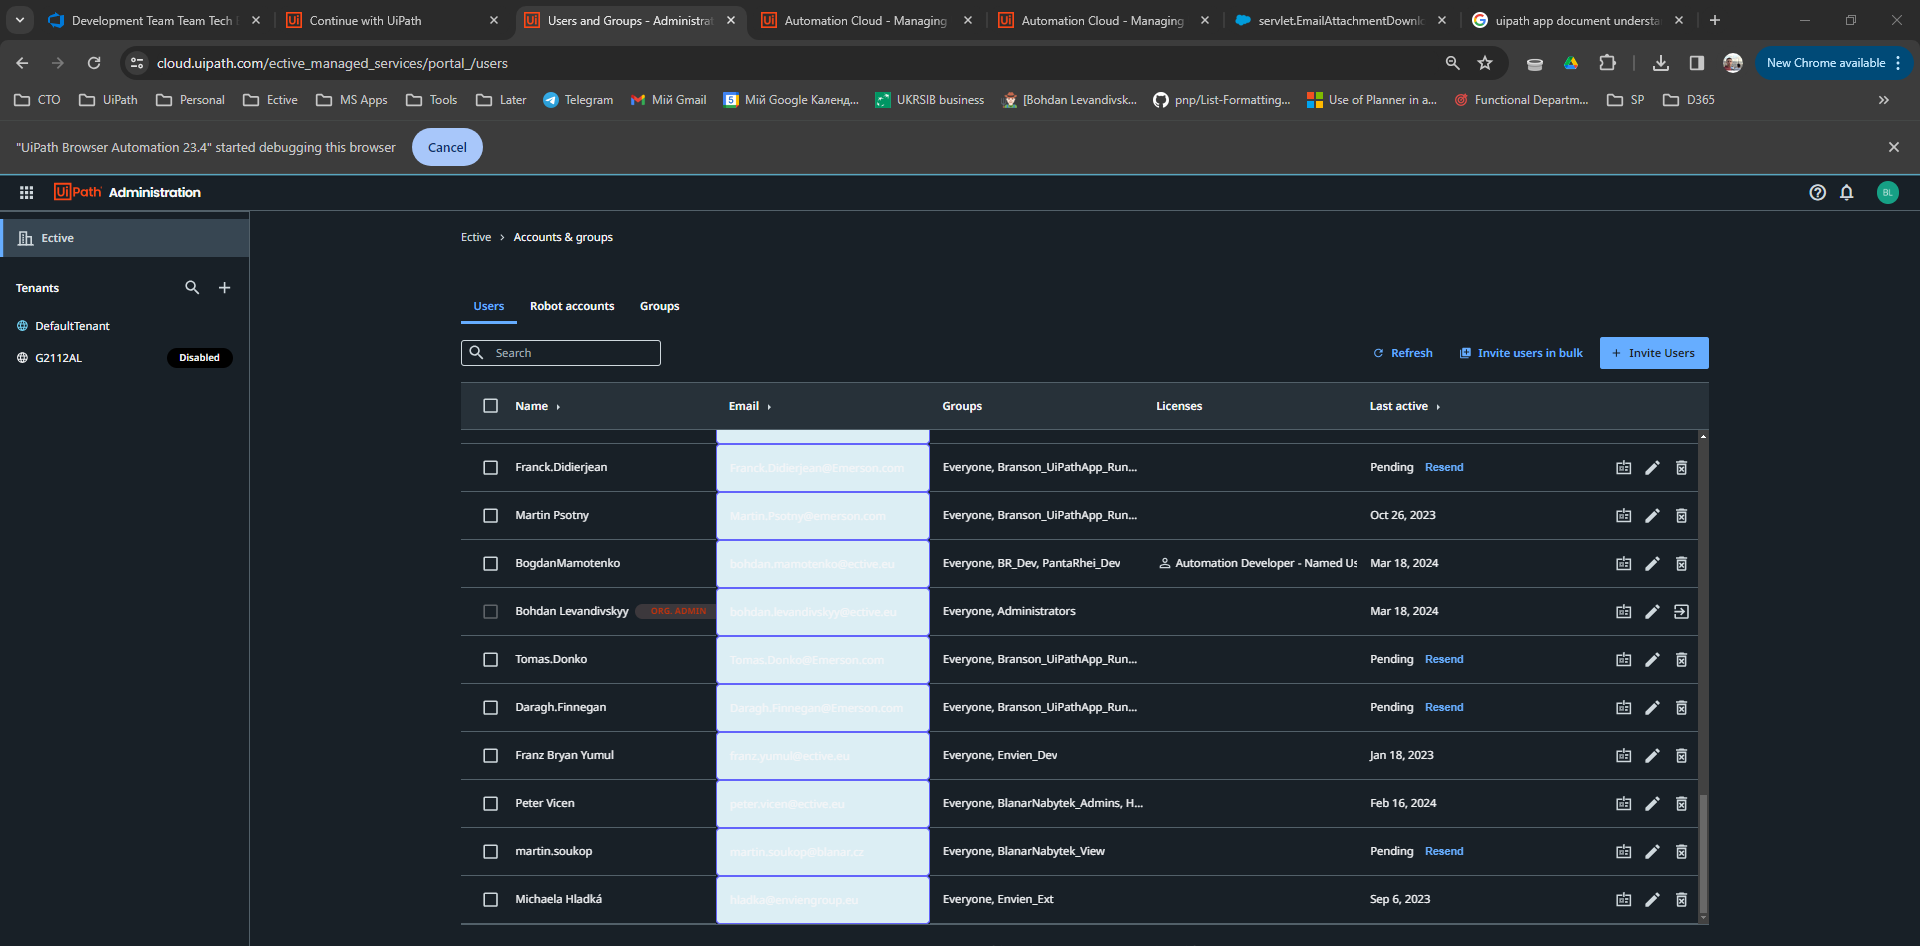 Development Team Team Tech
Continue with UiPath
Users and Groups - Administrat
Automation Cloud - Managing
Automation Cloud - Managing
servlet.EmailAttachmentDownl
uipath app document understa
cloud.uipath.com/ective_managed_services/portal_/users
New Chrome available
CTO
UiPath
Personal
Ective
MS Apps
Tools
Later
Telegram
Мій Gmail
Мій Google Календ...
UKRSIB business
[Bohdan Levandivsk...
pnp/List-Formatting...
Use of Planner in a...
Functional Departm...
SP
D365
"UiPath Browser Automation 23.4" started debugging this browser
Cancel
UiPath Administration
BL
Ective
Tenants
DefaultTenant
G2112AL Disabled
Ective > Accounts & groups
Users Robot accounts Groups
Search
Refresh
Invite users in bulk
+ Invite Users
Name Email Groups Licenses Last active
Franck.Didierjean Franck.Didierjean@Emerson.com Everyone, Branson_UiPathApp_Run... Pending Resend
Martin Psotny Martin.Psotny@emerson.com Everyone, Branson_UiPathApp_Run... Oct 26, 2023
BogdanMamotenko bohdan.mamotenko@ective.eu Everyone, BR_Dev, PantaRhei_Dev Automation Developer - Named Us Mar 18, 2024
Bohdan Levandivskyy ORG. ADMIN bohdan.levandivskyy@ective.eu Everyone, Administrators Mar 18, 2024
Tomas.Donko Tomas.Donko@Emerson.com Everyone, Branson_UiPathApp_Run... Pending Resend
Daragh.Finnegan Daragh.Finnegan@Emerson.com Everyone, Branson_UiPathApp_Run... Pending Resend
Franz Bryan Yumul franz.yumul@ective.eu Everyone, Envien_Dev Jan 18, 2023
Peter Vicen peter.vicen@ective.eu Everyone, BlanarNabytek_Admins, H... Feb 16, 2024
martin.soukop martin.soukop@blanar.cz Everyone, BlanarNabytek_View Pending Resend
Michaela Hladká hladka@enviengroup.eu Everyone, Envien_Ext Sep 6, 2023